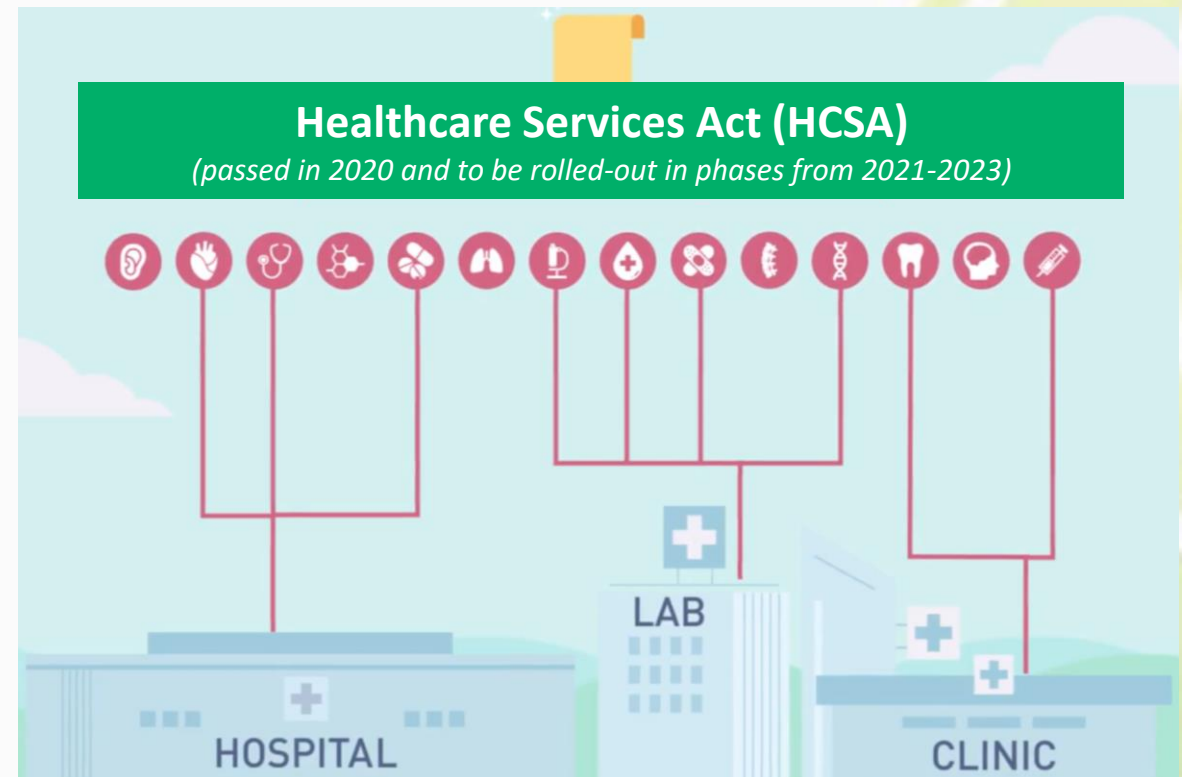 Healthcare Services Act (HCSA)
(passed in 2020 and to be rolled-out in phases from 2021-2023)
LAB
HOSPITAL
CLINIC